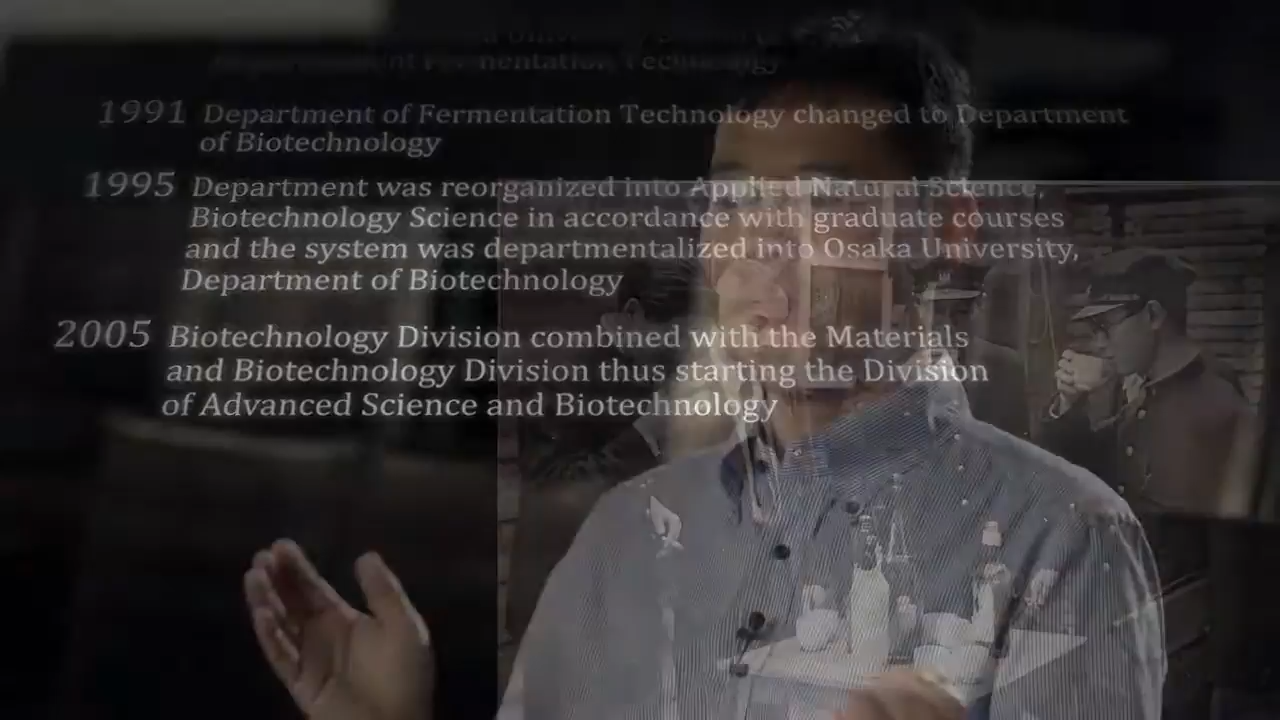 Fermentation Technology
1991 Department of Fermentation Technology changed to Department
of Biotechnology
1995 Department was reorganized into Applied Natural Science,
Biotechnology Science in accordance with graduate courses
and the system was departmentalized into Osaka University,
Department of Biotechnology
2005 Biotechnology Division combined with the Materials
and Biotechnology Division thus starting the Division
of Advanced Science and Biotechnology